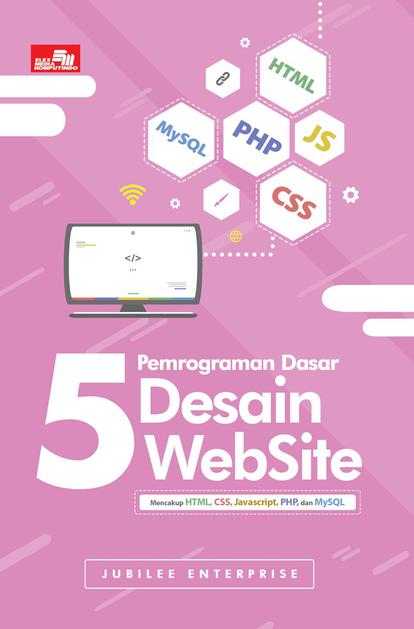 ELEX
MEDIA
KOMPUTINDO
HTML
MySQL
PHP
JS
CSS
</>
5
Pemrograman Dasar
Desain
WebSite
Mencakup HTML, CSS, Javascript, PHP, dan MySQL
JUBILEE ENTERPRISE